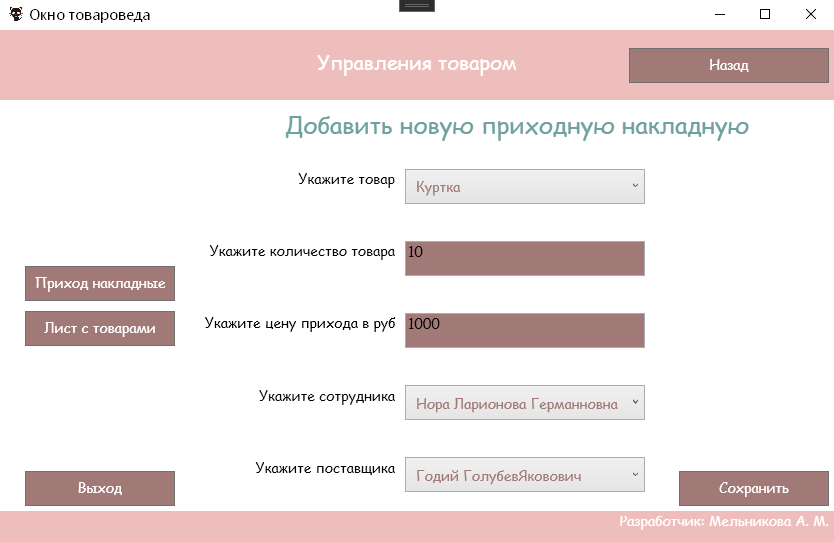 Окно товароведа
Управления товаром
Назад
Добавить новую приходную накладную
Укажите товар
Куртка
Укажите количество товара
10
Приход накладные
Укажите цену прихода в руб
1000
Лист с товарами
Укажите сотрудника
Нора Ларионова Германновна
Укажите поставщика
Годий ГолубевЯковович
Выход
Сохранить
Разработчик: Мельникова А. М.